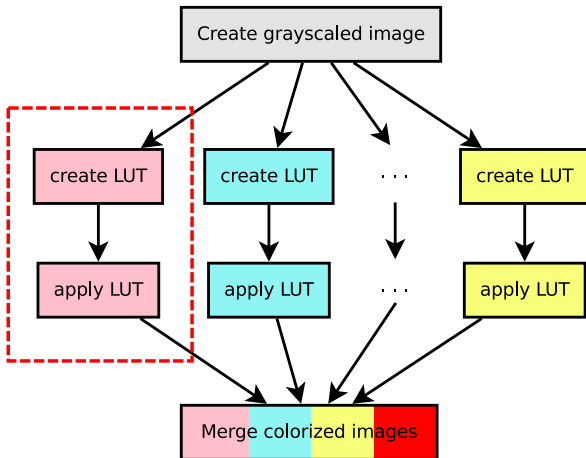 Create grayscaled image
create LUT create LUT . . . create LUT
apply LUT apply LUT . . . apply LUT
Merge colorized images